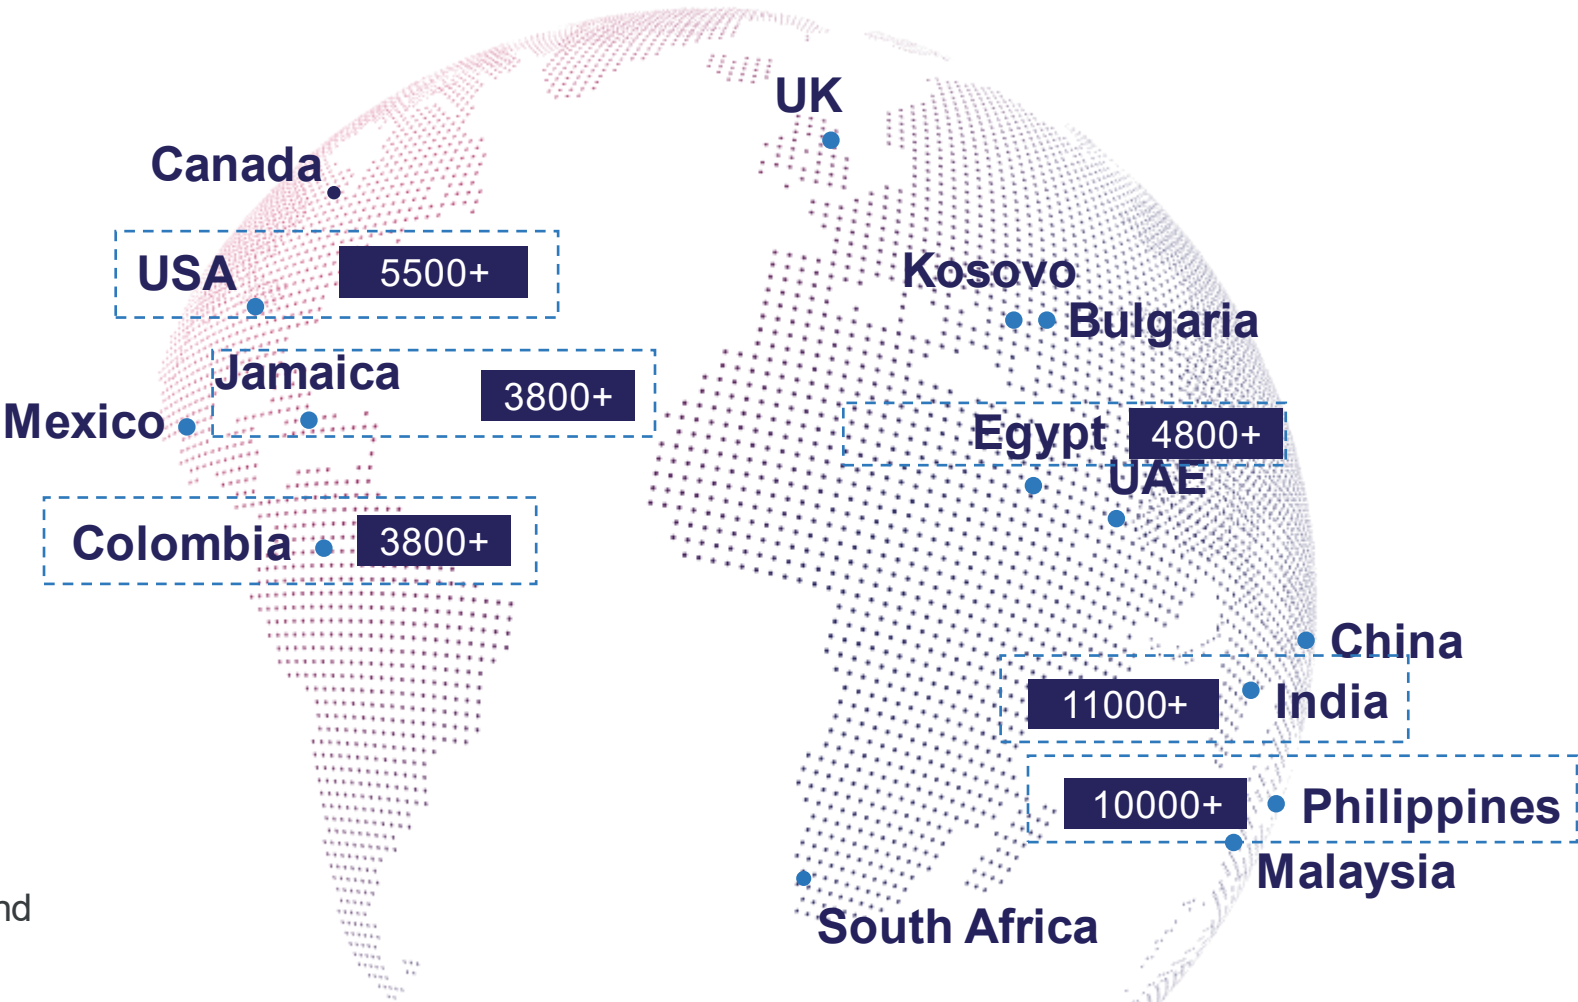 UK
Canada
USA 5500+
Kosovo
Bulgaria
Jamaica 3800+
Mexico
Egypt 4800+
UAE
Colombia 3800+
China
11000+ India
10000+ Philippines
Malaysia
nd
South Africa